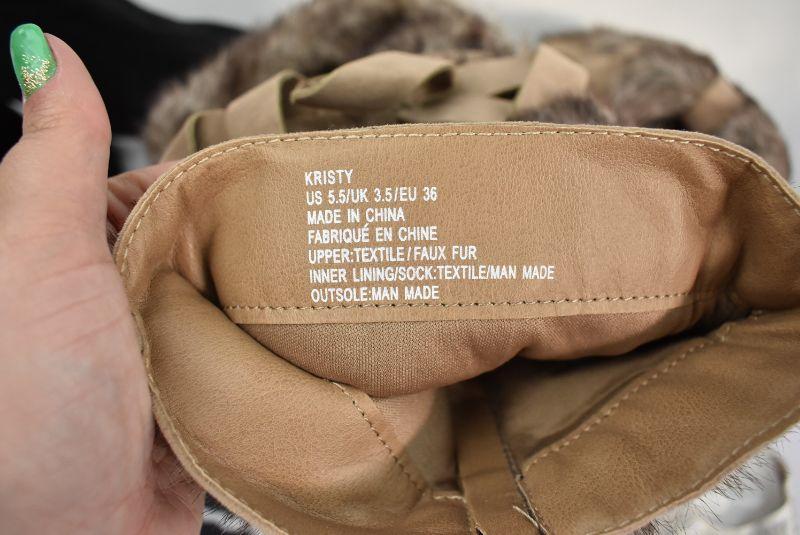 KRISTY
US 5.5/UK 3.5/EU 36
MADE IN CHINA
FABRIQUÉ EN CHINE
UPPER:TEXTILE/FAUX FUR
INNER LINING/SOCK:TEXTILE/MAN MADE
OUTSOLE:MAN MADE